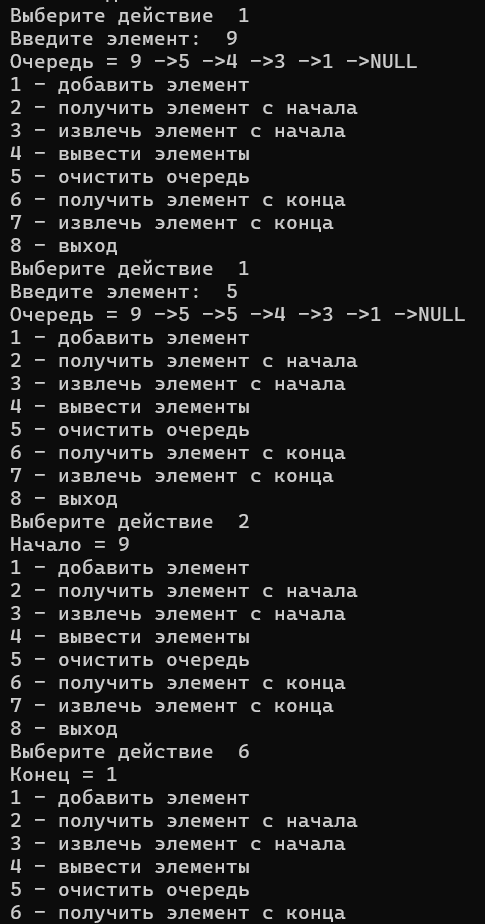 Выберите действие  1
Введите элемент:  9
Очередь = 9 ->5 ->4 ->3 ->1 ->NULL
1 - добавить элемент
2 - получить элемент с начала
3 - извлечь элемент с начала
4 - вывести элементы
5 - очистить очередь
6 - получить элемент с конца
7 - извлечь элемент с конца
8 - выход
Выберите действие  1
Введите элемент:  5
Очередь = 9 ->5 ->5 ->4 ->3 ->1 ->NULL
1 - добавить элемент
2 - получить элемент с начала
3 - извлечь элемент с начала
4 - вывести элементы
5 - очистить очередь
6 - получить элемент с конца
7 - извлечь элемент с конца
8 - выход
Выберите действие  2
Начало = 9
1 - добавить элемент
2 - получить элемент с начала
3 - извлечь элемент с начала
4 - вывести элементы
5 - очистить очередь
6 - получить элемент с конца
7 - извлечь элемент с конца
8 - выход
Выберите действие  6
Конец = 1
1 - добавить элемент
2 - получить элемент с начала
3 - извлечь элемент с начала
4 - вывести элементы
5 - очистить очередь
6 - получить элемент с конца